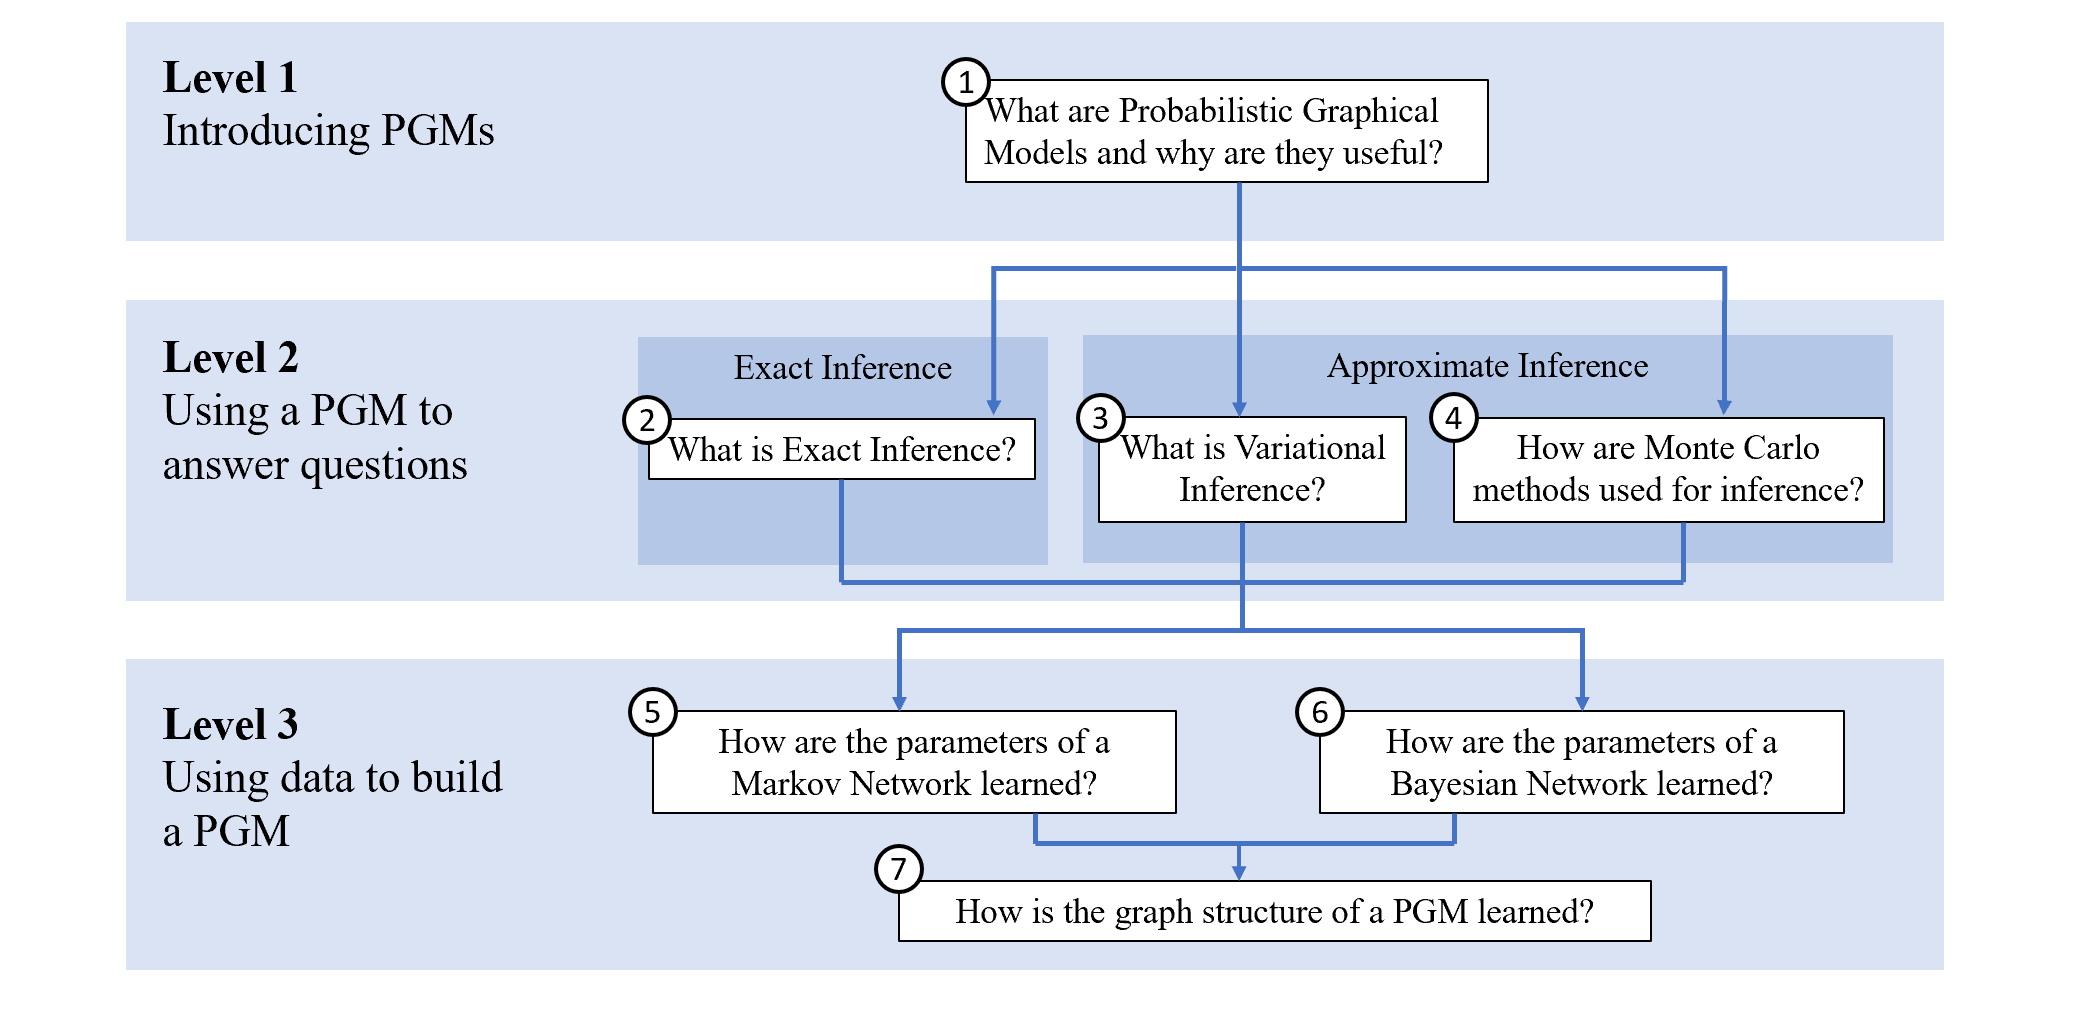 Level 1
Introducing PGMs
1
What are Probabilistic Graphical
Models and why are they useful?
Level 2
Using a PGM to
answer questions
Exact Inference
2
What is Exact Inference?
Approximate Inference
3
What is Variational
Inference?
4
How are Monte Carlo
methods used for inference?
Level 3
Using data to build
a PGM
5
How are the parameters of a
Markov Network learned?
6
How are the parameters of a
Bayesian Network learned?
7
How is the graph structure of a PGM learned?